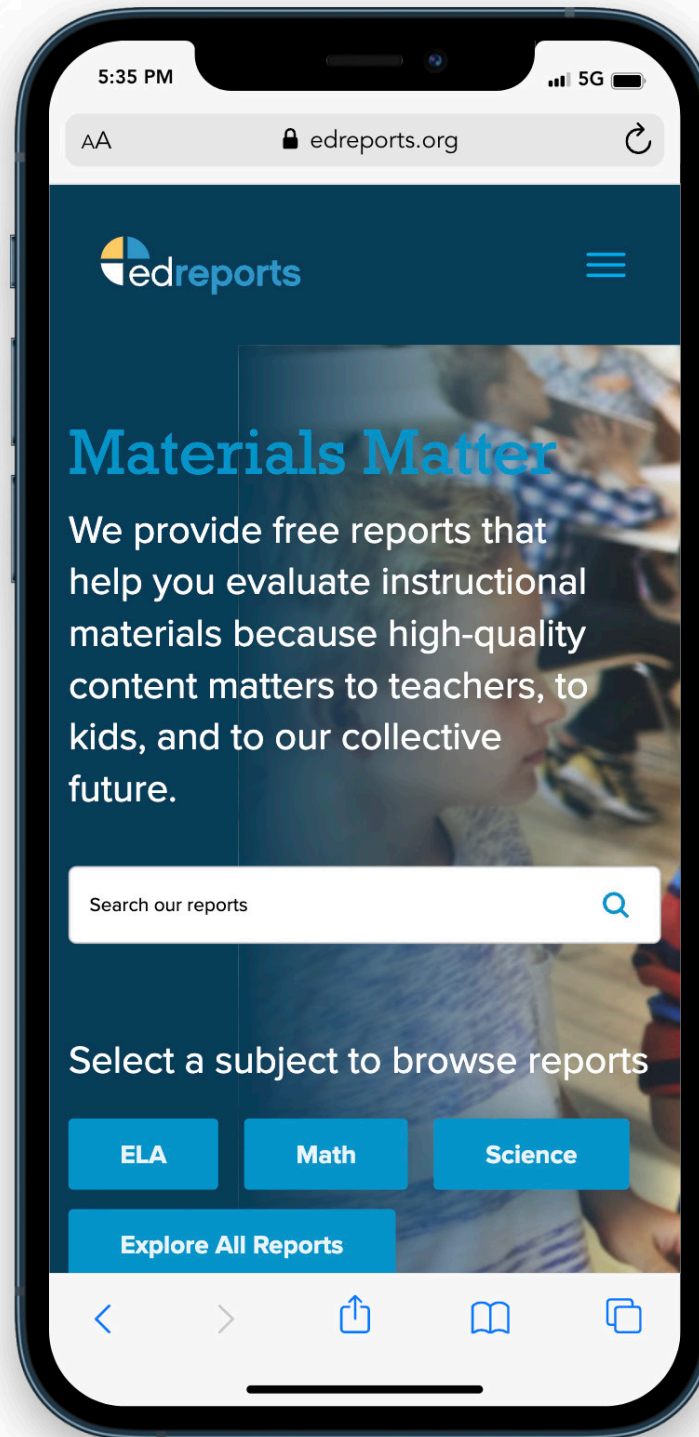 5:35 PM 5G
AA edreports.org
edreports
Materials Matter
We provide free reports that
help you evaluate instructional
materials because high-quality
content matters to teachers, to
kids, and to our collective
future.
Search our reports
Select a subject to browse reports
ELA Math Science
Explore All Reports